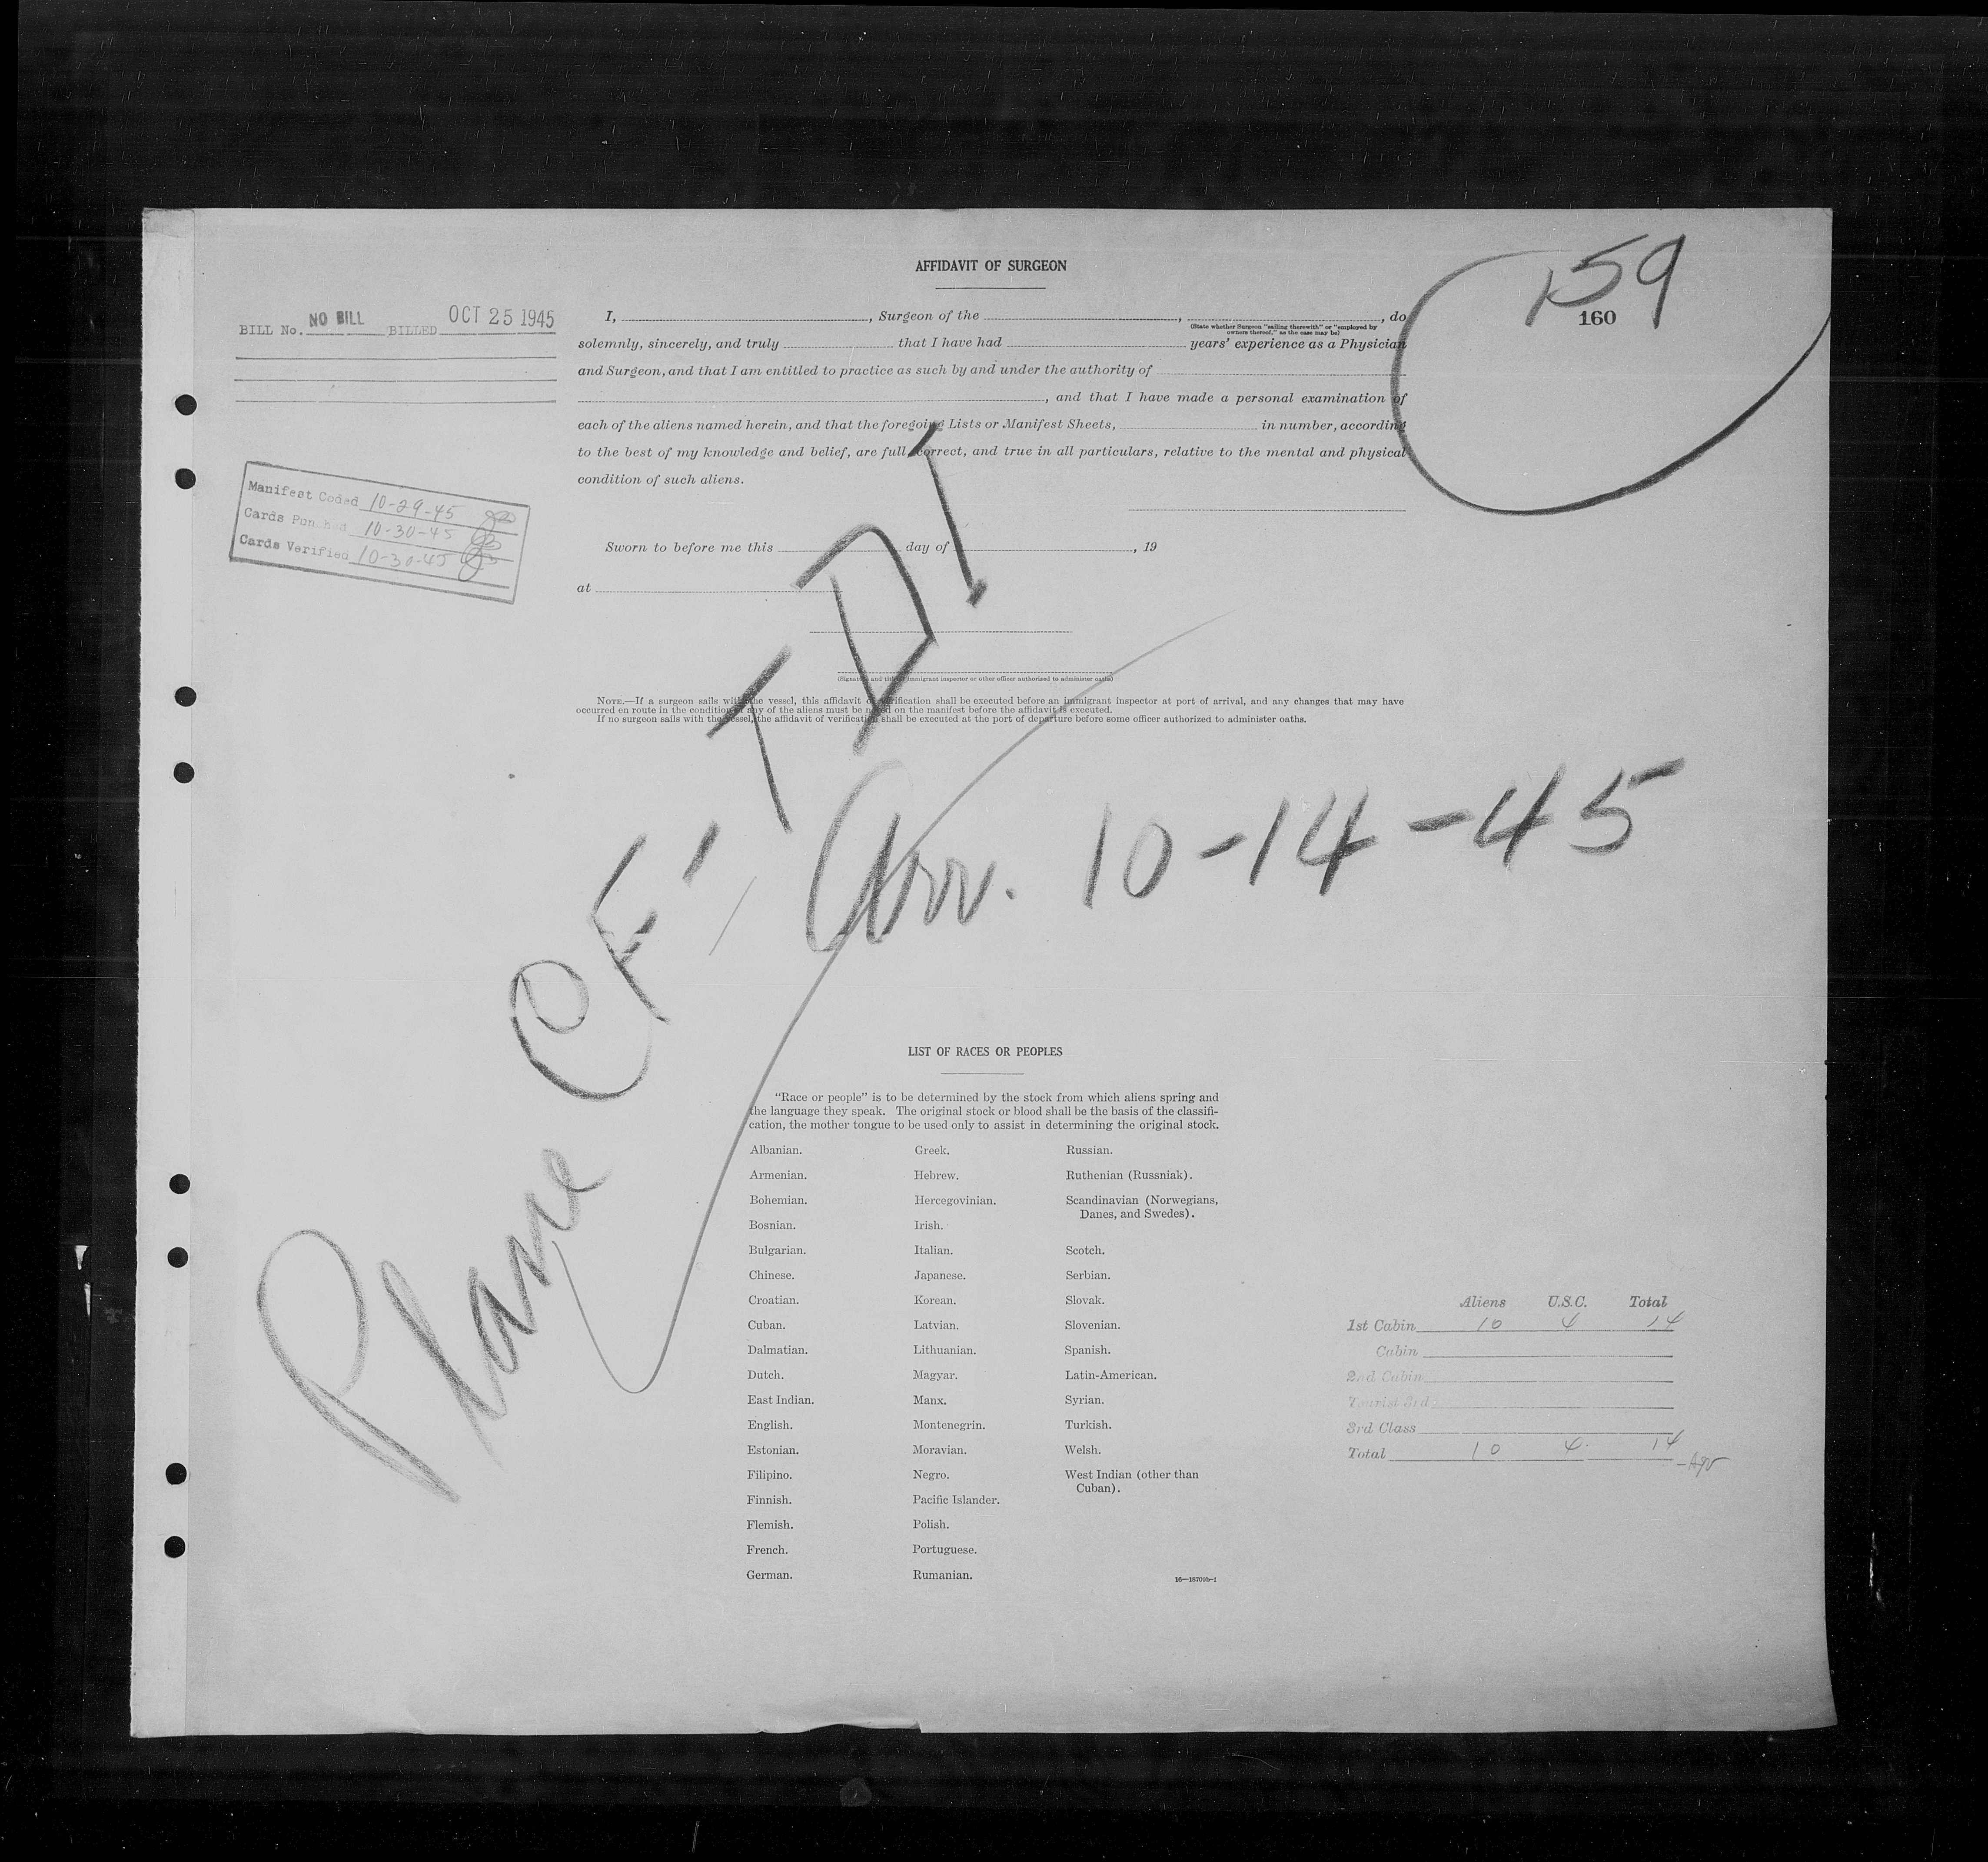 AFFIDAVIT OF SURGEON
159
160
BILL No. NO BILL BILLED OCT 25 1945
I, , Surgeon of the , , do
(State whether Surgeon "sailing therewith" or "employed by
owners thereof," as the case may be)
solemnly, sincerely, and truly that I have had years' experience as a Physician
and Surgeon, and that I am entitled to practice as such by and under the authority of
, and that I have made a personal examination of
each of the aliens named herein, and that the foregoing Lists or Manifest Sheets, in number, according
to the best of my knowledge and belief, are full, correct, and true in all particulars, relative to the mental and physical
condition of such aliens.
Manifest Coded 10-29-45
Cards Punched 10-30-45
Cards Verified 10-30-45
Sworn to before me this day of , 19
at
(Signature and title of immigrant inspector or other officer authorized to administer oaths)
NOTE.—If a surgeon sails with the vessel, this affidavit of verification shall be executed before an immigrant inspector at port of arrival, and any changes that may have
occurred en route in the condition of any of the aliens must be noted on the manifest before the affidavit is executed.
If no surgeon sails with the vessel, the affidavit of verification shall be executed at the port of departure before some officer authorized to administer oaths.
Plane CF-TDI
Arr. 10-14-45
LIST OF RACES OR PEOPLES
"Race or people" is to be determined by the stock from which aliens spring and
the language they speak. The original stock or blood shall be the basis of the classifi-
cation, the mother tongue to be used only to assist in determining the original stock.
Albanian. Greek. Russian.
Armenian. Hebrew. Ruthenian (Russniak).
Bohemian. Hercegovinian. Scandinavian (Norwegians,
Danes, and Swedes).
Bosnian. Irish.
Bulgarian. Italian. Scotch.
Chinese. Japanese. Serbian.
Croatian. Korean. Slovak.
Cuban. Latvian. Slovenian.
Dalmatian. Lithuanian. Spanish.
Dutch. Magyar. Latin-American.
East Indian. Manx. Syrian.
English. Montenegrin. Turkish.
Estonian. Moravian. Welsh.
Filipino. Negro. West Indian (other than
Cuban).
Finnish. Pacific Islander.
Flemish. Polish.
French. Portuguese.
German. Rumanian.
Aliens U.S.C. Total
1st Cabin 10 4 14
Cabin
2nd Cabin
Tourist 3rd
3rd Class
Total 10 4 14